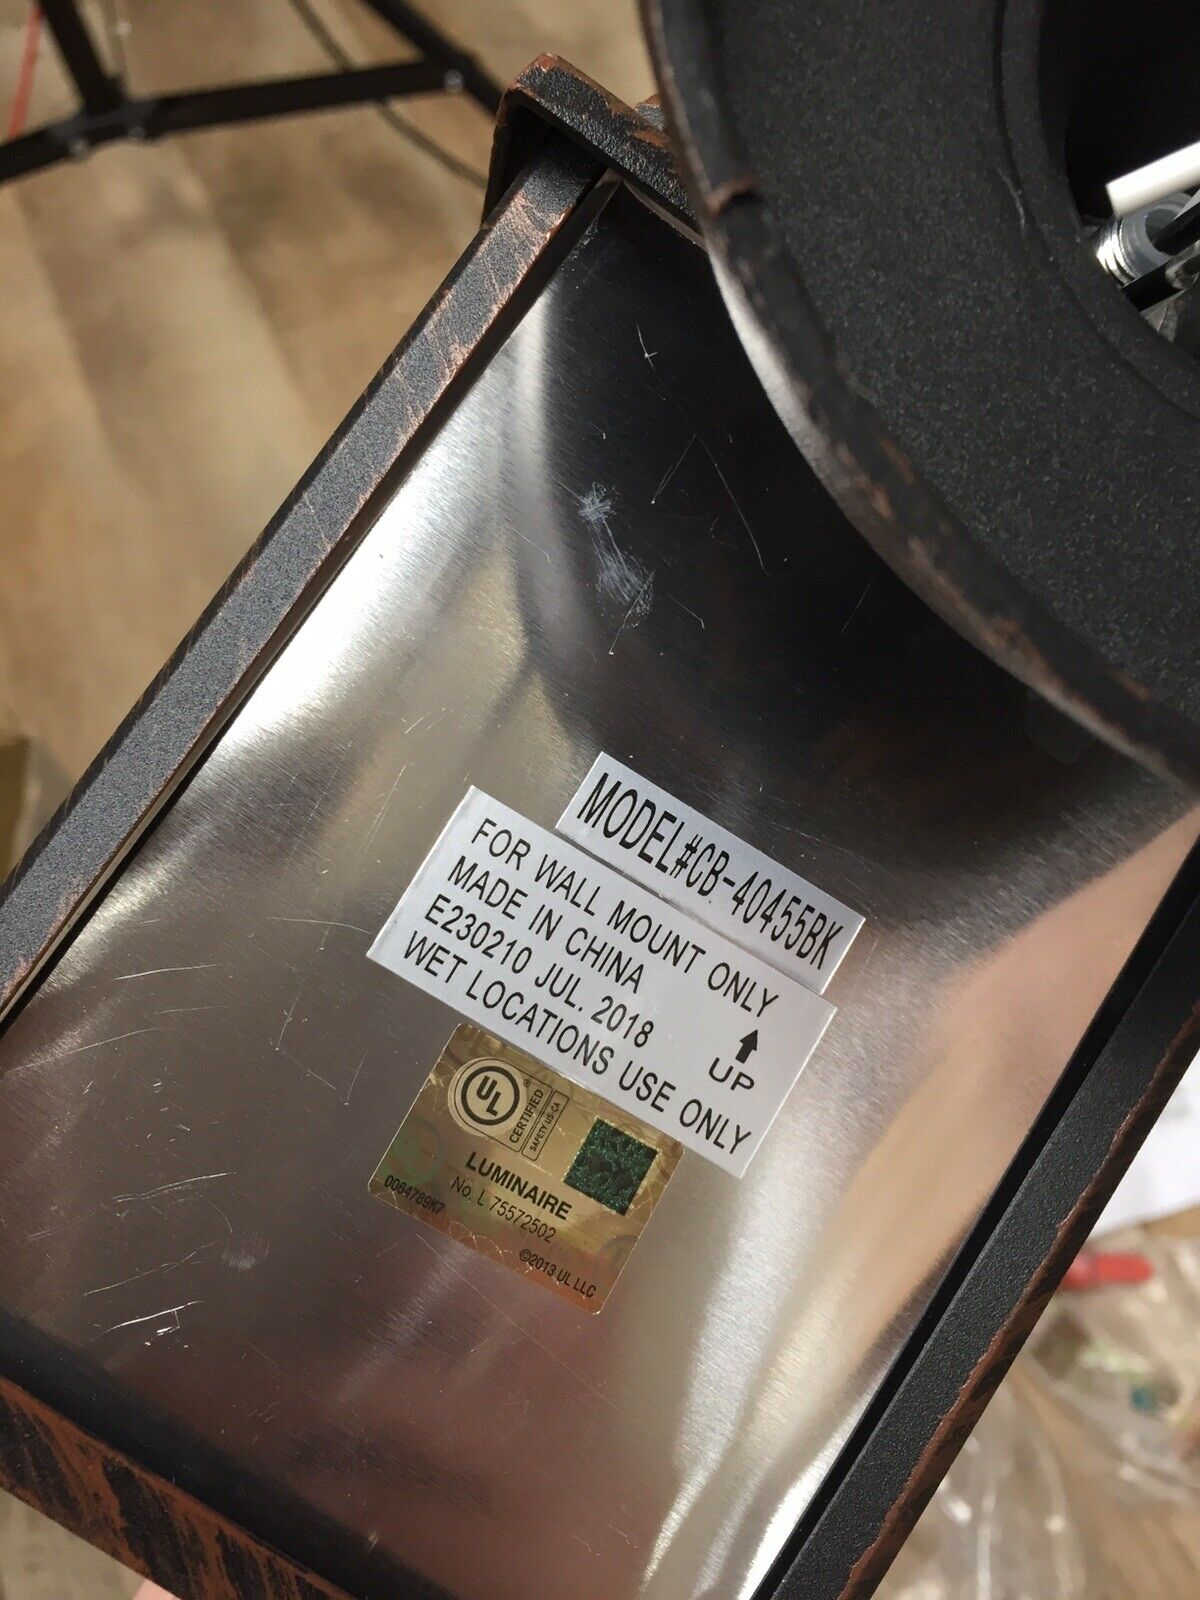 MODEL#CB-40455BK
FOR WALL MOUNT ONLY
MADE IN CHINA
E230210 JUL. 2018
WET LOCATIONS USE ONLY
UP
UL
®
CERTIFIED
SAFETY US-CA
LUMINAIRE
No. L 75572502
0064789K7
©2013 UL LLC